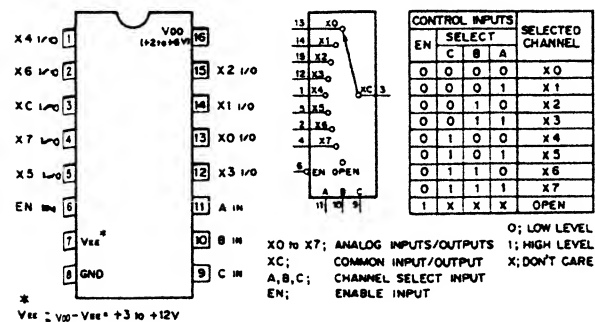 VDD
(+2 to +6V)
X4 I/O 1
16
X6 I/O 2
15 X2 I/O
XC I/O 3
14 X1 I/O
X7 I/O 4
13 X0 I/O
X5 I/O 5
12 X3 I/O
EN IN 6
11 A IN
7 VEE*
10 B IN
8 GND
9 C IN
*
VEE ; VDD-VEE = +3 to +12V
13 X0
14 X1
15 X2
12 X3
1 X4
XC 3
5 X5
2 X6
4 X7
6 EN OPEN
A B C
11 10 9
CONTROL INPUTS SELECTED CHANNEL
EN SELECT
C B A
0 0 0 0 X0
0 0 0 1 X1
0 0 1 0 X2
0 0 1 1 X3
0 1 0 0 X4
0 1 0 1 X5
0 1 1 0 X6
0 1 1 1 X7
1 X X X OPEN
0; LOW LEVEL
X0 to X7; ANALOG INPUTS/OUTPUTS 1; HIGH LEVEL
XC; COMMON INPUT/OUTPUT X; DON'T CARE
A,B,C; CHANNEL SELECT INPUT
EN; ENABLE INPUT